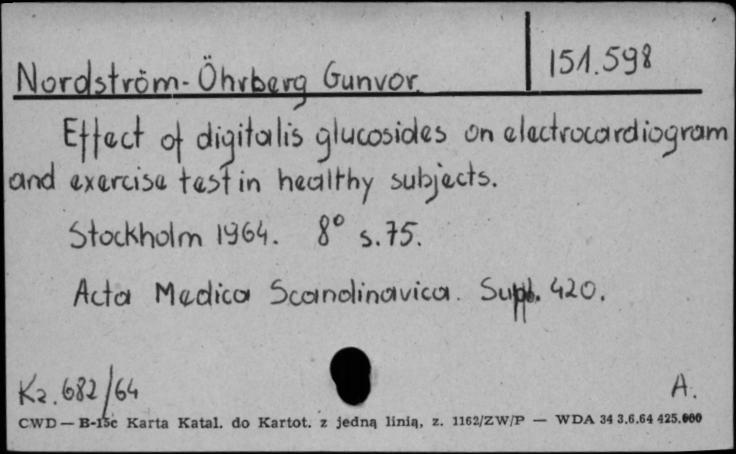 Nordström-Öhrberg Gunvor. 151.598
Effect of digitalis glucosides on electrocardiogram
and exercise test in healthy subjects.
Stockholm 1964. 8° s.75.
Acta Medica Scandinavica. Suppl. 420.
Kz. 682/64 A.
CWD — B-15c Karta Katal. do Kartot. z jedną linią, z. 1162/ZW/P — WDA 34 3.6.64 425.000